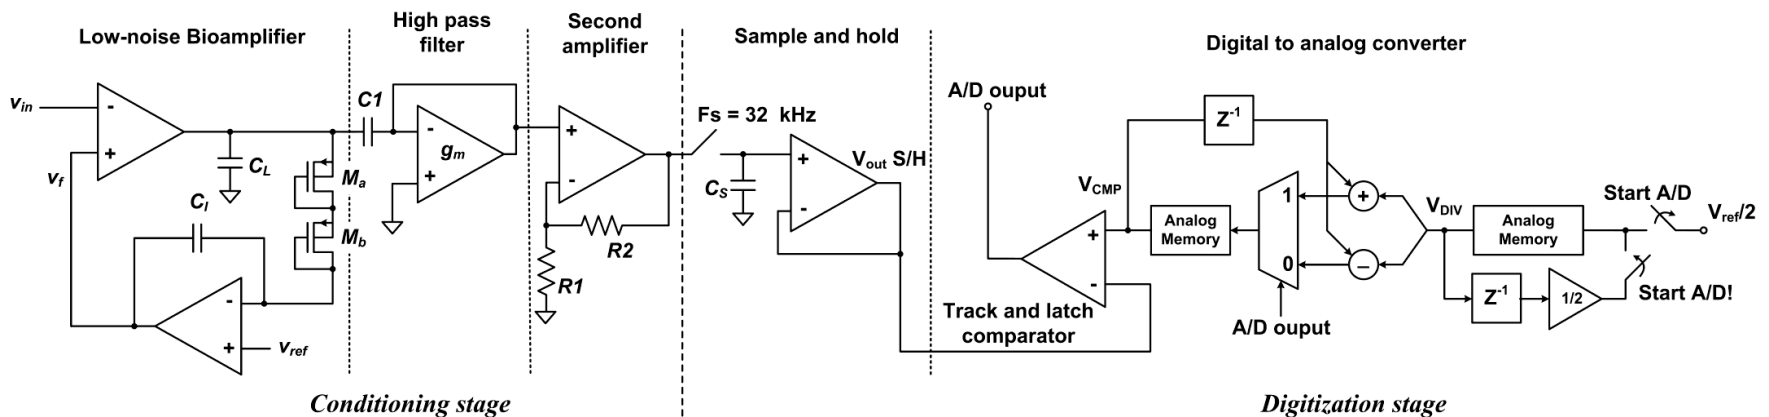 Low-noise Bioamplifier
High pass
filter
Second
amplifier
Sample and hold
Digital to analog converter
v_in
-
+
v_f
C_L
C_I
M_a
M_b
-
+
v_ref
C1
-
g_m
+
+
-
R2
R1
Fs = 32 kHz
C_S
+
-
V_out S/H
A/D ouput
V_CMP
+
-
Track and latch
comparator
Z^-1
Analog
Memory
1
0
A/D ouput
+
−
V_DIV
Analog
Memory
Z^-1
1/2
Start A/D
V_ref/2
Start A/D!
Conditioning stage
Digitization stage